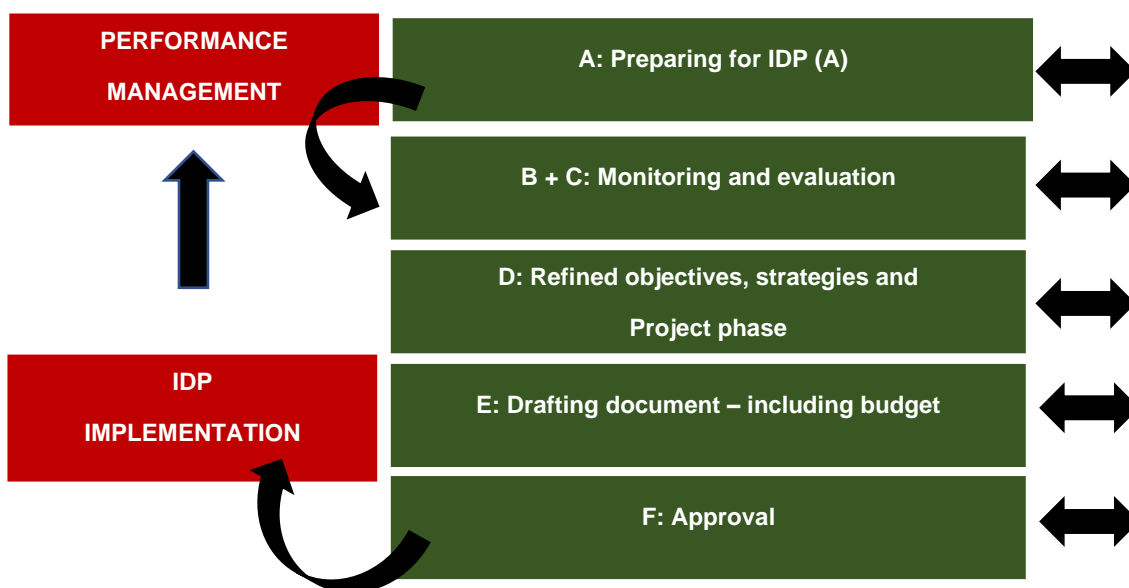 PERFORMANCE
MANAGEMENT
A: Preparing for IDP (A)
B + C: Monitoring and evaluation
D: Refined objectives, strategies and
Project phase
IDP
IMPLEMENTATION
E: Drafting document – including budget
F: Approval